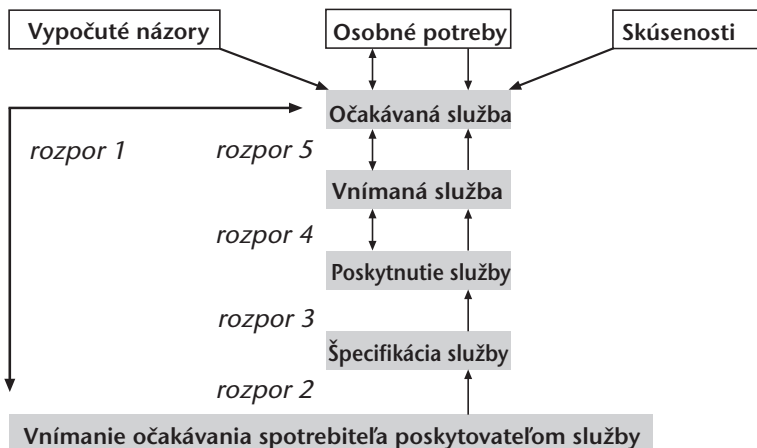 Vypočuté názory
Osobné potreby
Skúsenosti
Očakávaná služba
rozpor 1
rozpor 5
Vnímaná služba
rozpor 4
Poskytnutie služby
rozpor 3
Špecifikácia služby
rozpor 2
Vnímanie očakávania spotrebiteľa poskytovateľom služby